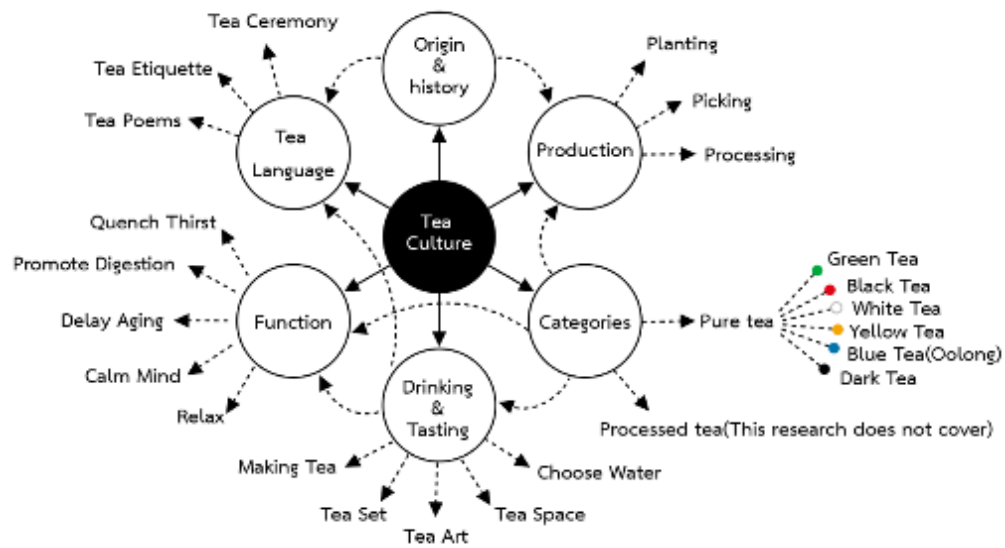 Tea Ceremony
Tea Etiquette
Tea Poems
Origin
&
history
Planting
Picking
Processing
Tea
Language
Production
Tea
Culture
Quench Thirst
Promote Digestion
Delay Aging
Calm Mind
Relax
Function
Categories
Pure tea
Green Tea
Black Tea
White Tea
Yellow Tea
Blue Tea(Oolong)
Dark Tea
Processed tea(This research does not cover)
Drinking
&
Tasting
Making Tea
Tea Set
Tea Art
Tea Space
Choose Water